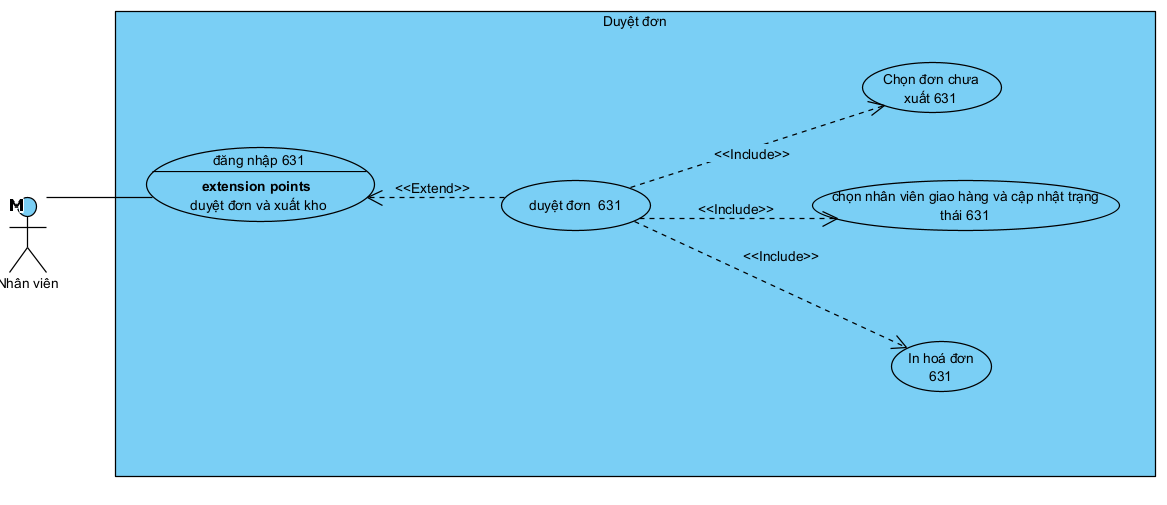 Duyệt đơn
Chọn đơn chưa
xuất 631
<<Include>>
đăng nhập 631
extension points
duyệt đơn và xuất kho
<<Extend>>
duyệt đơn 631
<<Include>>
chọn nhân viên giao hàng và cập nhật trạng
thái 631
<<Include>>
M
Nhân viên
In hoá đơn
631